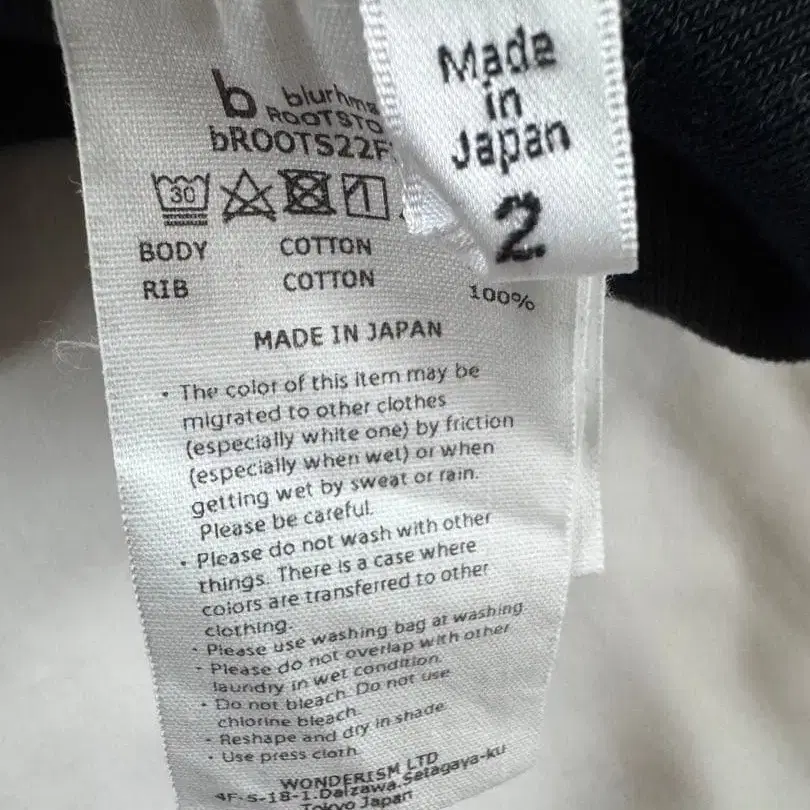 b blurhms
ROOTSTO
bROOTS22F
30
BODY COTTON
RIB COTTON
100%
MADE IN JAPAN
• The color of this item may be
migrated to other clothes
(especially white one) by friction
(especially when wet) or when
getting wet by sweat or rain.
Please be careful.
• Please do not wash with other
things. There is a case where
colors are transferred to other
clothing.
• Please use washing bag at washing
• Please do not overlap with other
laundry in wet condition.
• Do not bleach. Do not use
chlorine bleach.
• Reshape and dry in shade
• Use press cloth.
WONDERISM LTD
4F-5-18-1.Daizawa.Setagaya-ku
Tokyo Japan
Made
in
Japan
2